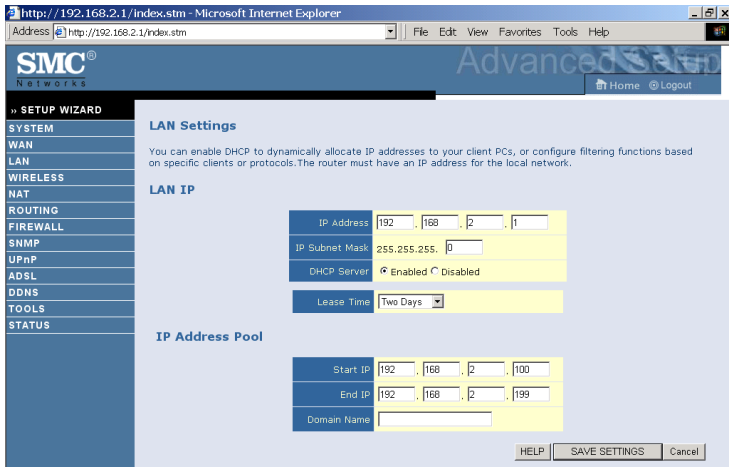 http://192.168.2.1/index.stm - Microsoft Internet Explorer
Address http://192.168.2.1/index.stm File Edit View Favorites Tools Help
SMC®
Networks
Advanced Setup
Home Logout
» SETUP WIZARD
SYSTEM
WAN
LAN
WIRELESS
NAT
ROUTING
FIREWALL
SNMP
UPnP
ADSL
DDNS
TOOLS
STATUS
LAN Settings
You can enable DHCP to dynamically allocate IP addresses to your client PCs, or configure filtering functions based
on specific clients or protocols.The router must have an IP address for the local network.
LAN IP
IP Address 192 . 168 . 2 . 1
IP Subnet Mask 255.255.255. 0
DHCP Server Enabled Disabled
Lease Time Two Days
IP Address Pool
Start IP 192 . 168 . 2 . 100
End IP 192 . 168 . 2 . 199
Domain Name
HELP SAVE SETTINGS Cancel